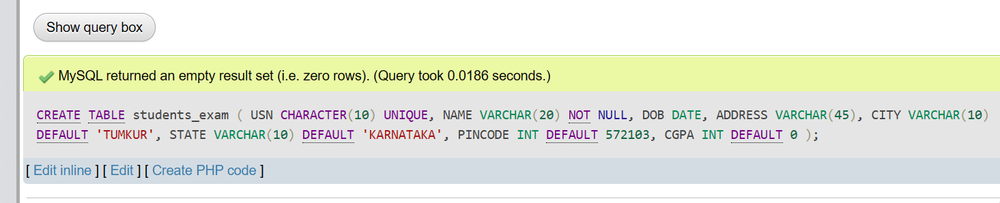 Show query box
MySQL returned an empty result set (i.e. zero rows). (Query took 0.0186 seconds.)
CREATE TABLE students_exam ( USN CHARACTER(10) UNIQUE, NAME VARCHAR(20) NOT NULL, DOB DATE, ADDRESS VARCHAR(45), CITY VARCHAR(10)
DEFAULT 'TUMKUR', STATE VARCHAR(10) DEFAULT 'KARNATAKA', PINCODE INT DEFAULT 572103, CGPA INT DEFAULT 0 );
[ Edit inline ] [ Edit ] [ Create PHP code ]